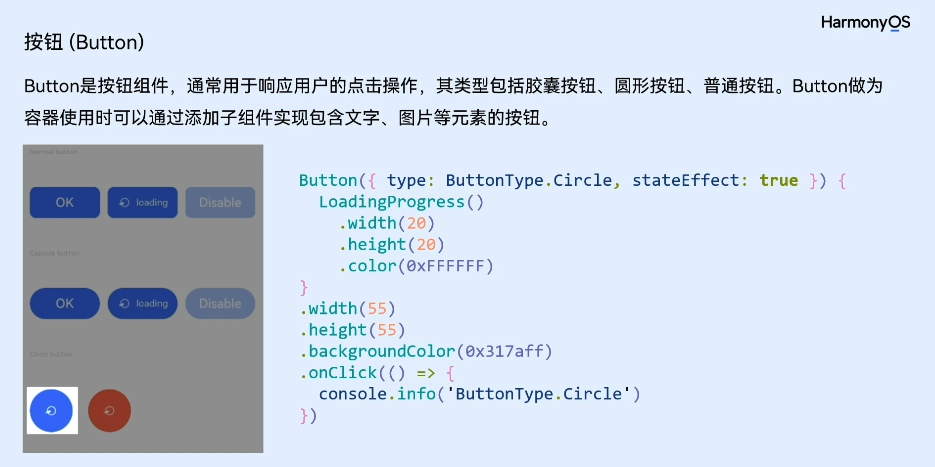 HarmonyOS
按钮 (Button)
Button是按钮组件，通常用于响应用户的点击操作，其类型包括胶囊按钮、圆形按钮、普通按钮。Button做为
容器使用时可以通过添加子组件实现包含文字、图片等元素的按钮。
Normal button
OK loading Disable
Capsule button
OK loading Disable
Circle button
Button({ type: ButtonType.Circle, stateEffect: true }) {
LoadingProgress()
.width(20)
.height(20)
.color(0xFFFFFF)
}
.width(55)
.height(55)
.backgroundColor(0x317aff)
.onClick(() => {
console.info('ButtonType.Circle')
})